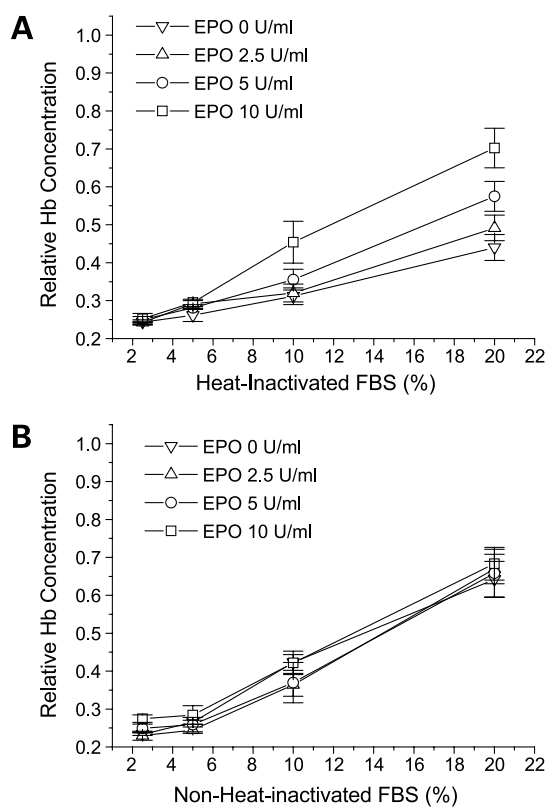 A
EPO 0 U/ml
EPO 2.5 U/ml
EPO 5 U/ml
EPO 10 U/ml
1.0
0.9
0.8
0.7
0.6
0.5
0.4
0.3
0.2
Relative Hb Concentration
2 4 6 8 10 12 14 16 18 20 22
Heat-Inactivated FBS (%)
B
EPO 0 U/ml
EPO 2.5 U/ml
EPO 5 U/ml
EPO 10 U/ml
1.0
0.9
0.8
0.7
0.6
0.5
0.4
0.3
0.2
Relative Hb Concentration
2 4 6 8 10 12 14 16 18 20 22
Non-Heat-inactivated FBS (%)